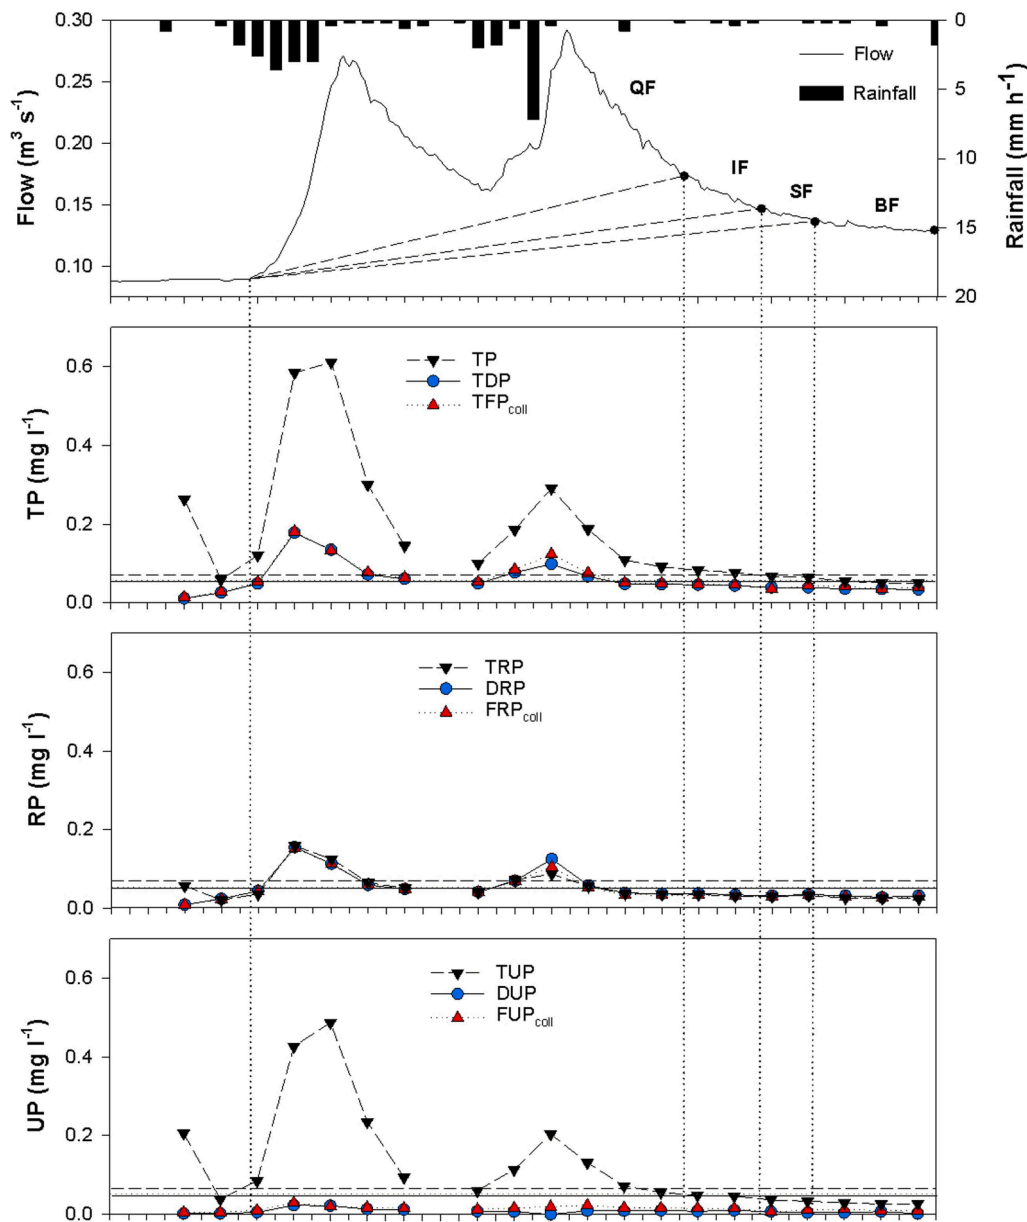 0.30
0.25
0.20
0.15
0.10
Flow (m³ s⁻¹)
QF
IF
SF
BF
Flow
Rainfall
0
5
10
15
20
Rainfall (mm h⁻¹)
0.6
0.4
0.2
0.0
TP (mg l⁻¹)
TP
TDP
TFPcoll
0.6
0.4
0.2
0.0
RP (mg l⁻¹)
TRP
DRP
FRPcoll
0.6
0.4
0.2
0.0
UP (mg l⁻¹)
TUP
DUP
FUPcoll